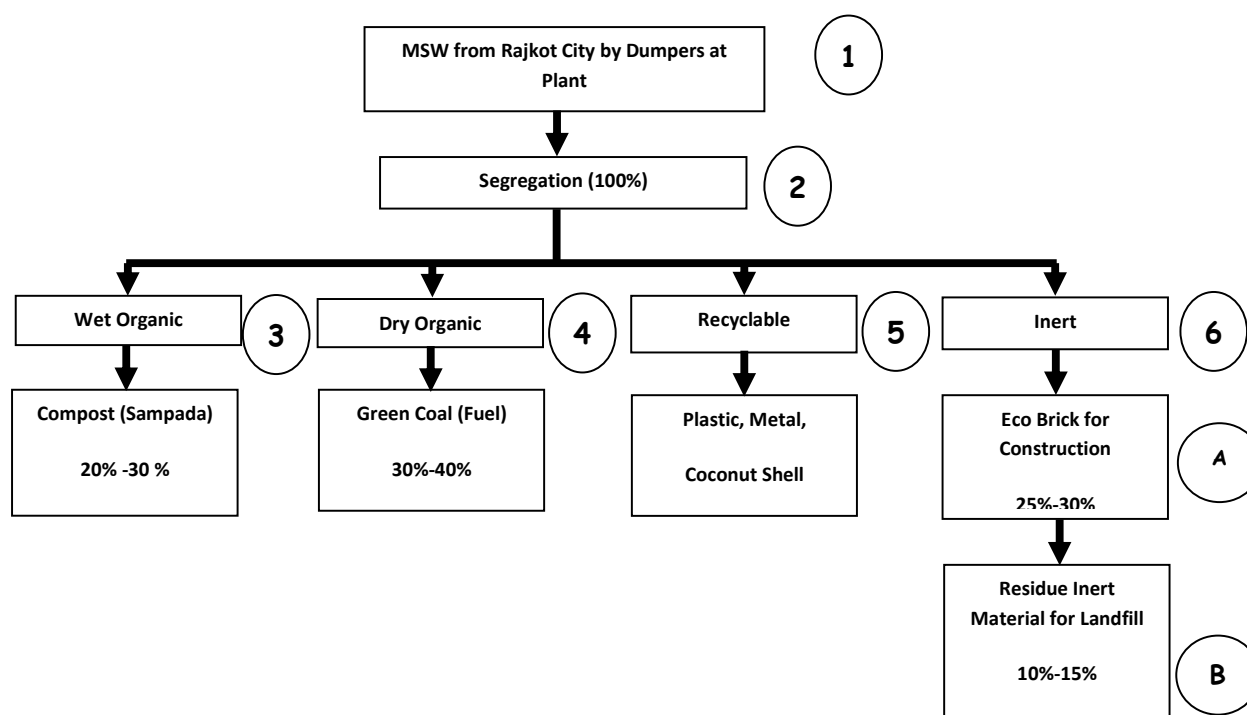 MSW from Rajkot City by Dumpers at
Plant
1
Segregation (100%)
2
Wet Organic
3
Dry Organic
4
Recyclable
5
Inert
6
Compost (Sampada)
20% -30 %
Green Coal (Fuel)
30%-40%
Plastic, Metal,
Coconut Shell
Eco Brick for
Construction
25%-30%
A
Residue Inert
Material for Landfill
10%-15%
B